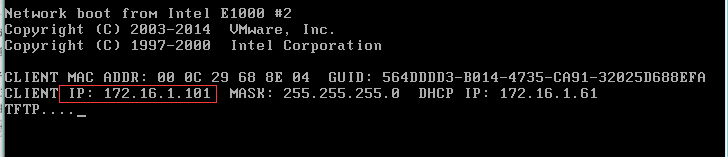 Network boot from Intel E1000 #2
Copyright (C) 2003-2014  VMware, Inc.
Copyright (C) 1997-2000  Intel Corporation
CLIENT MAC ADDR: 00 0C 29 68 8E 04  GUID: 564DDDD3-B014-4735-CA91-32025D688EFA
CLIENT IP: 172.16.1.101  MASK: 255.255.255.0  DHCP IP: 172.16.1.61
TFTP...._